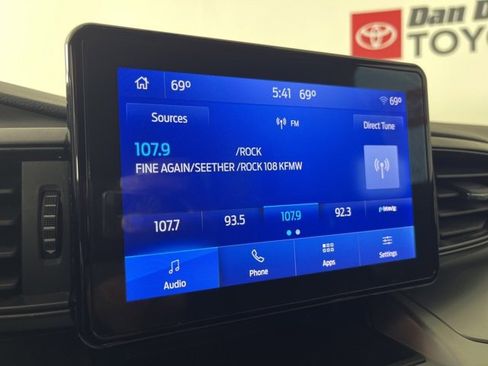 Dan D
TOYO
69°
5:41 69°
69°
Sources
FM
Direct Tune
107.9 /ROCK
FINE AGAIN/SEETHER /ROCK 108 KFMW
107.7 93.5 107.9 92.3
Audio Phone Apps Settings